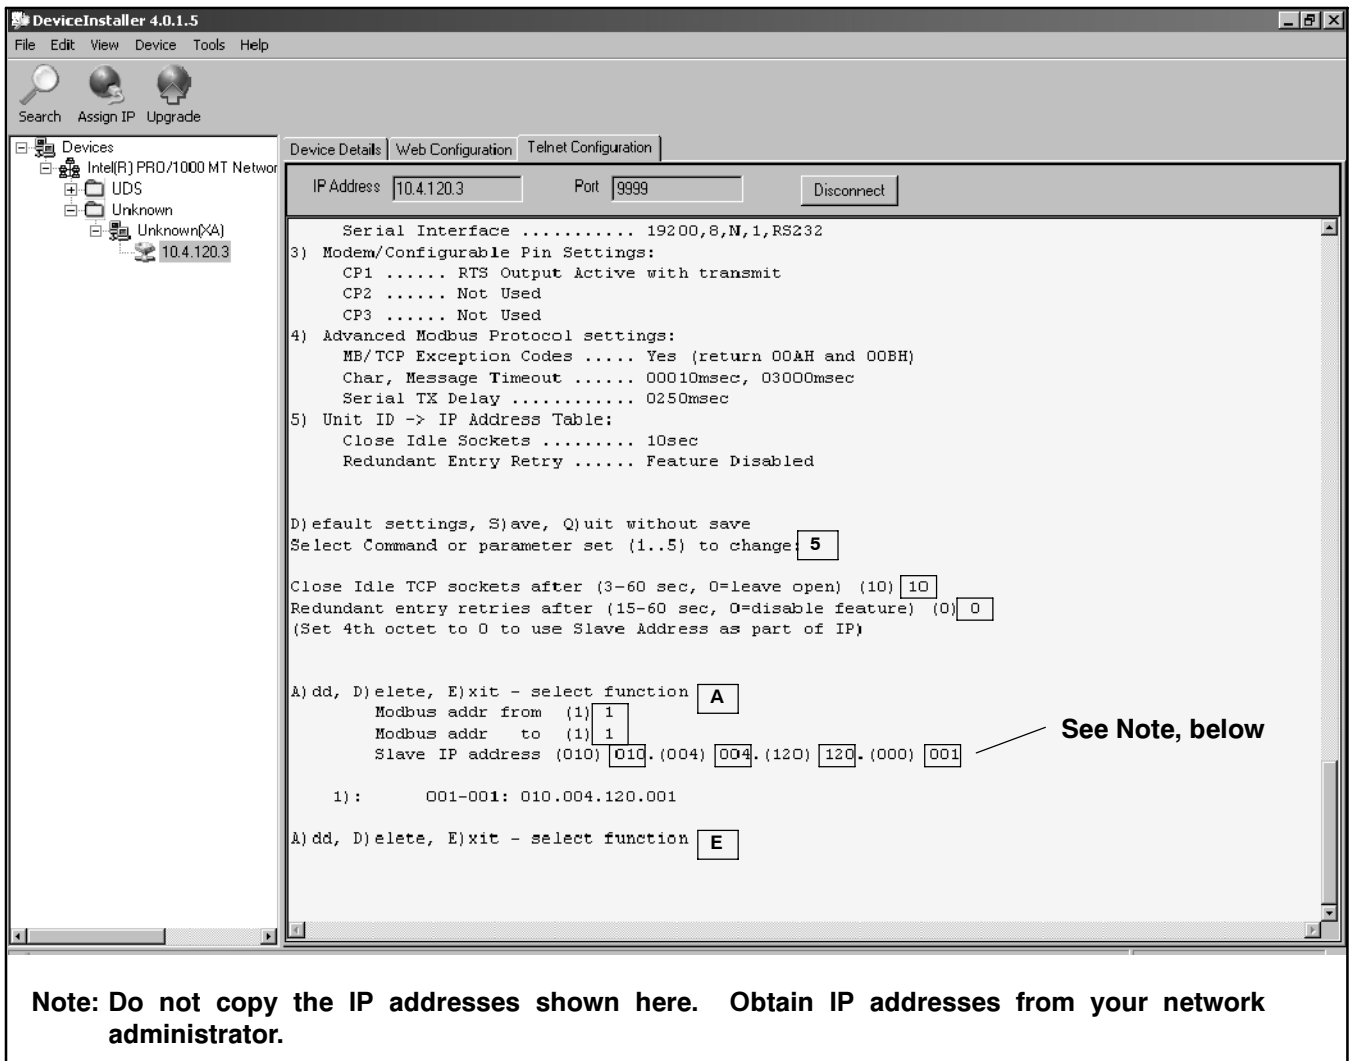 DeviceInstaller 4.0.1.5
File Edit View Device Tools Help
Search Assign IP Upgrade
Devices
Intel(R) PRO/1000 MT Networ
UDS
Unknown
Unknown(XA)
10.4.120.3
Device Details Web Configuration Telnet Configuration
IP Address 10.4.120.3 Port 9999 Disconnect
Serial Interface ........... 19200,8,N,1,RS232
3) Modem/Configurable Pin Settings:
CP1 ...... RTS Output Active with transmit
CP2 ...... Not Used
CP3 ...... Not Used
4) Advanced Modbus Protocol settings:
MB/TCP Exception Codes ..... Yes (return 00AH and 00BH)
Char, Message Timeout ...... 00010msec, 03000msec
Serial TX Delay ............ 0250msec
5) Unit ID -> IP Address Table:
Close Idle Sockets ......... 10sec
Redundant Entry Retry ...... Feature Disabled
D)efault settings, S)ave, Q)uit without save
Select Command or parameter set (1..5) to change: 5
Close Idle TCP sockets after (3-60 sec, 0=leave open) (10) 10
Redundant entry retries after (15-60 sec, 0=disable feature) (0) 0
(Set 4th octet to 0 to use Slave Address as part of IP)
A)dd, D)elete, E)xit - select function A
Modbus addr from (1) 1
Modbus addr to (1) 1
Slave IP address (010) 010.(004) 004.(120) 120.(000) 001
See Note, below
1): 001-001: 010.004.120.001
A)dd, D)elete, E)xit - select function E
Note: Do not copy the IP addresses shown here. Obtain IP addresses from your network
administrator.